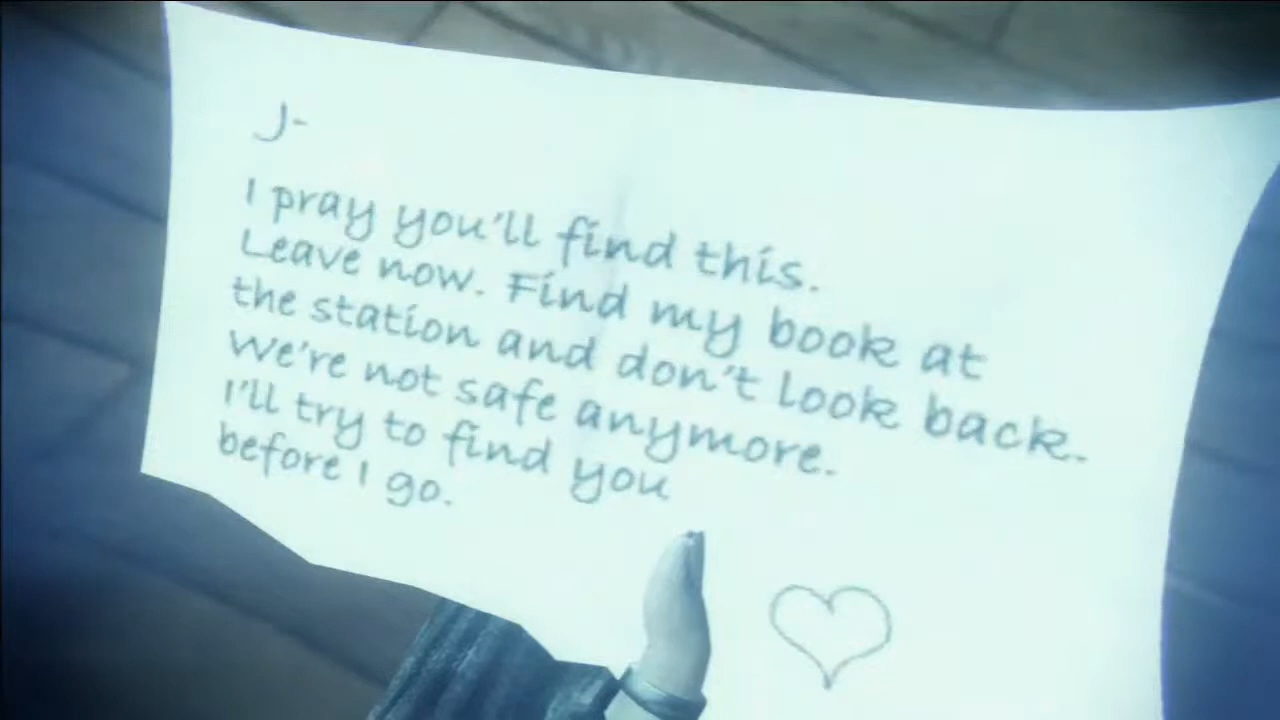 J-
I pray you'll find this.
Leave now. Find my book at
the station and don't look back.
We're not safe anymore.
I'll try to find you
before I go.